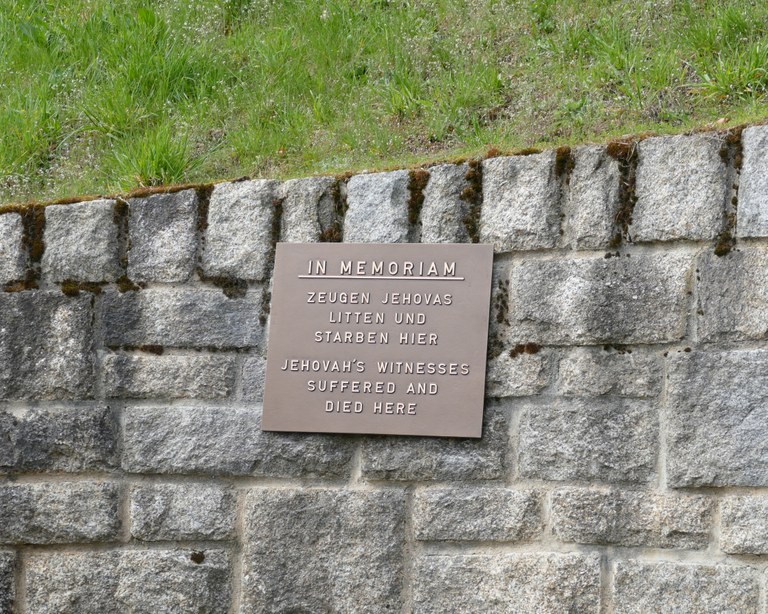 IN MEMORIAM
ZEUGEN JEHOVAS
LITTEN UND
STARBEN HIER
JEHOVAH'S WITNESSES
SUFFERED AND
DIED HERE